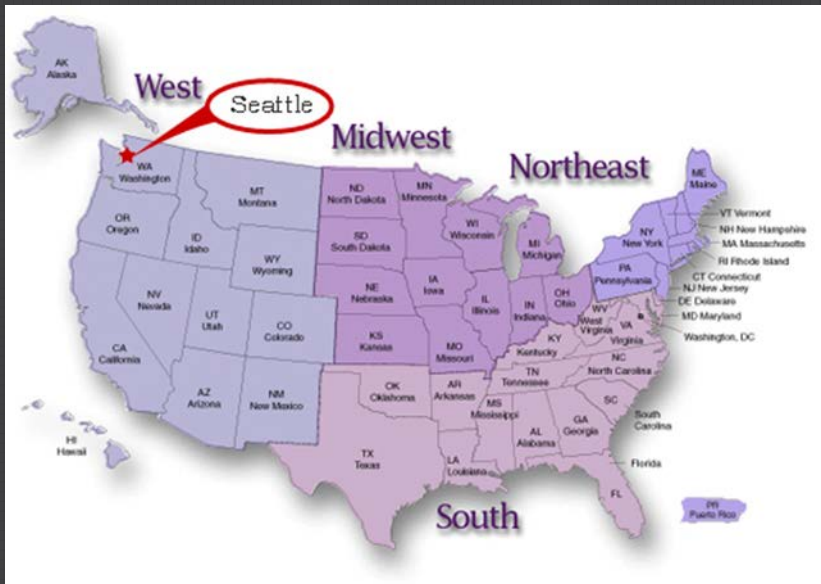 AK
Alaska
West
Seattle
Midwest
Northeast
WA
Washington
MT
Montana
ND
North Dakota
MN
Minnesota
ME
Maine
OR
Oregon
ID
Idaho
WY
Wyoming
SD
South Dakota
WI
Wisconsin
MI
Michigan
NY
New York
VT Vermont
NH New Hampshire
MA Massachusetts
RI Rhode Island
CT Connecticut
NJ New Jersey
DE Delaware
MD Maryland
Washington, DC
PA
Pennsylvania
NV
Nevada
UT
Utah
CO
Colorado
NE
Nebraska
IA
Iowa
IL
Illinois
IN
Indiana
OH
Ohio
WV
West
Virginia
VA
Virginia
CA
California
KS
Kansas
MO
Missouri
KY
Kentucky
NC
North Carolina
TN
Tennessee
AZ
Arizona
NM
New Mexico
OK
Oklahoma
AR
Arkansas
MS
Mississippi
AL
Alabama
GA
Georgia
SC
South
Carolina
HI
Hawaii
TX
Texas
LA
Louisiana
Florida
FL
South
PR
Puerto Rico